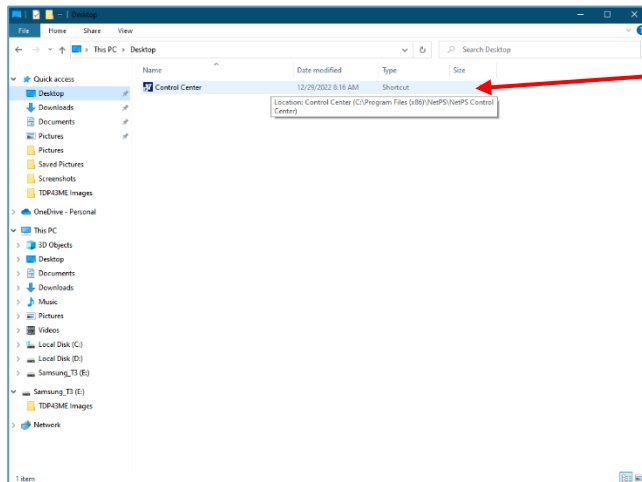 Desktop
File Home Share View
This PC > Desktop
Search Desktop
Name Date modified Type Size
Control Center 12/29/2022 8:16 AM Shortcut
Location: Control Center (C:\Program Files (x86)\NetPS\NetPS Control
Center)
Quick access
Desktop
Downloads
Documents
Pictures
Pictures
Saved Pictures
Screenshots
TDP43ME Images
OneDrive - Personal
This PC
3D Objects
Desktop
Documents
Downloads
Music
Pictures
Videos
Local Disk (C:)
Local Disk (D:)
Samsung_T3 (E:)
Samsung_T3 (E:)
TDP43ME Images
Network
1 item